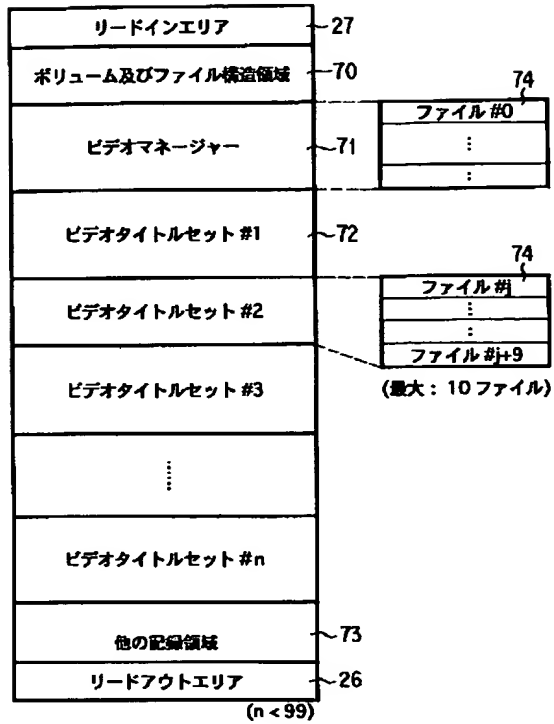 リードインエリア 27
ボリューム及びファイル構造領域 70
74
ファイル #0
⋮
⋮
ビデオマネージャー 71
ビデオタイトルセット #1 72
74
ファイル #j
⋮
⋮
ファイル #j+9
(最大: 10 ファイル)
ビデオタイトルセット #2
ビデオタイトルセット #3
⋮
ビデオタイトルセット #n
他の記録領域 73
リードアウトエリア 26
(n < 99)